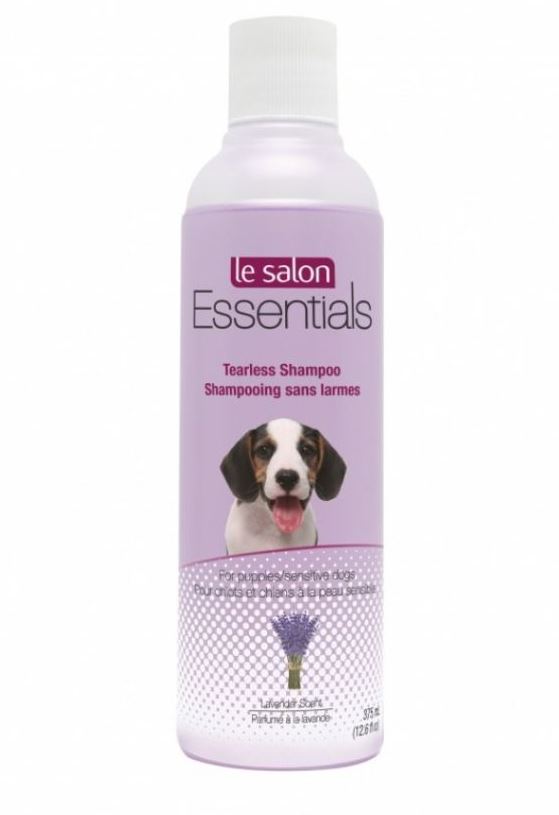 le salon
Essentials
Tearless Shampoo
Shampooing sans larmes
For puppies/sensitive dogs
Pour chiots et chiens à la peau sensible
Lavender Scent
Parfumé à la lavande
375 mL
(12.6 fl oz)